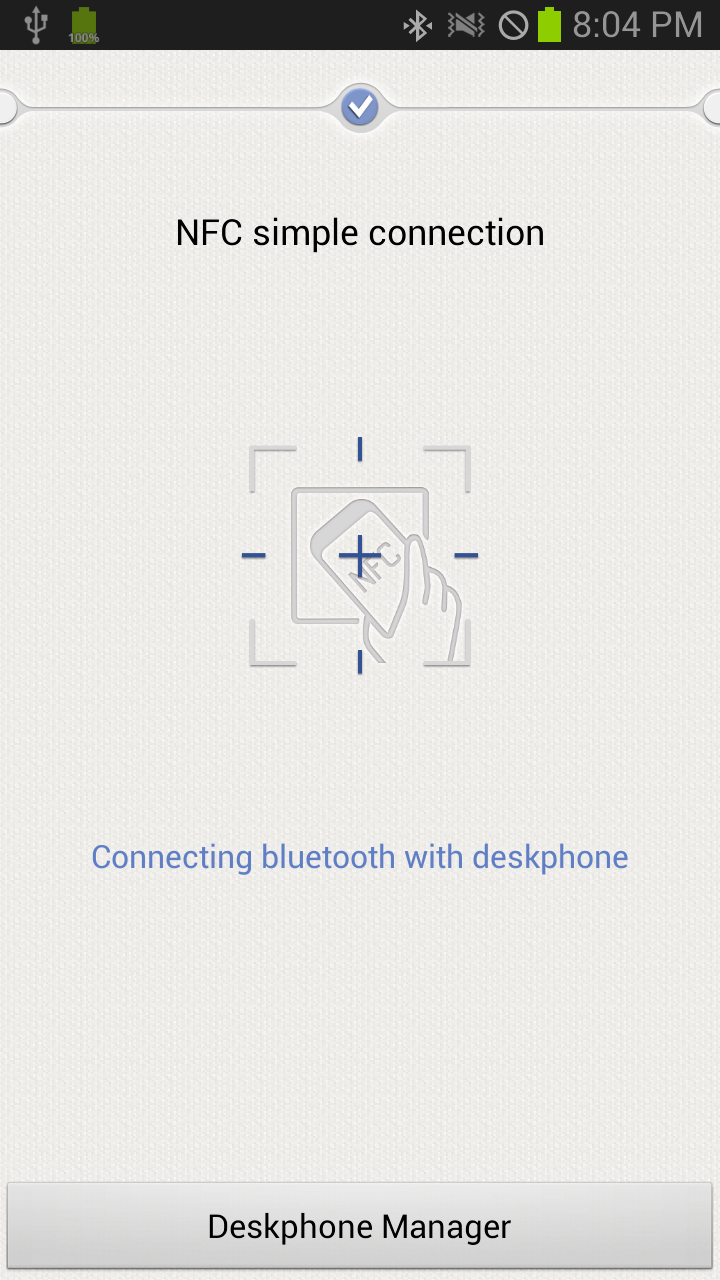 100%
8:04 PM
NFC simple connection
NFC
Connecting bluetooth with deskphone
Deskphone Manager